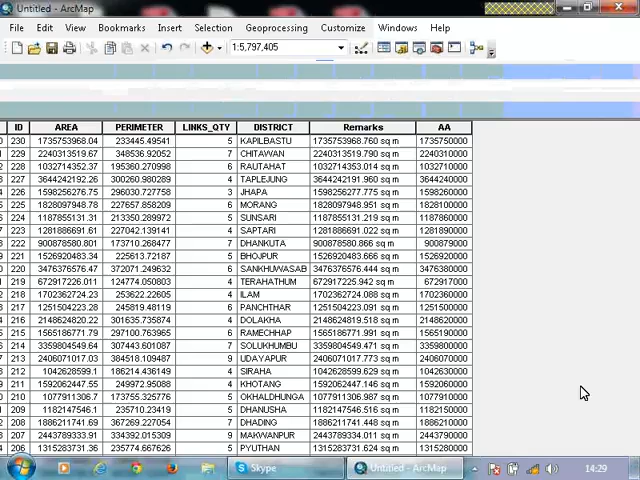 Untitled - ArcMap
File Edit View Bookmarks Insert Selection Geoprocessing Customize Windows Help
1:5,797,405
ID AREA PERIMETER LINKS_QTY DISTRICT Remarks AA
230 1735753968.04 233445.49541 5 KAPILBASTU 1735753968.760 sq m 1735750000
229 2240313519.67 348536.92052 7 CHITAWAN 2240313519.790 sq m 2240310000
228 1032714352.37 195360.270998 6 RAUTAHAT 1032714352.310 sq m 1032710000
227 3644242192.26 300260.980289 4 TAPLEJUNG 3644242191.960 sq m 3644240000
226 1598256276.75 296030.727758 3 JHAPA 1598256277.775 sq m 1598260000
225 1828097948.78 227657.858209 6 MORANG 1828097948.951 sq m 1828100000
224 1187855131.31 213350.289972 5 SUNSARI 1187855131.219 sq m 1187860000
223 1281886691.61 227042.139141 4 SAPTARI 1281886691.022 sq m 1281890000
222 900878580.801 173710.268477 7 DHANKUTA 900878580.866 sq m 900879000
221 1526920483.34 225613.72187 5 BHOJPUR 1526920483.666 sq m 1526920000
220 3476376576.47 372071.249632 6 SANKHUWASAB 3476376576.444 sq m 3476380000
219 672917226.011 124774.050803 4 TERAHATHUM 672917225.942 sq m 672917000
218 1702362724.23 253622.22605 4 ILAM 1702362724.088 sq m 1702360000
217 1251504223.08 245819.48119 6 PANCHTHAR 1251504223.091 sq m 1251500000
216 2148624820.22 301635.735874 4 DOLAKHA 2148624819.518 sq m 2148620000
215 1565186791.79 297100.763965 6 RAMECHHAP 1565186791.991 sq m 1565190000
214 3359804549.64 307443.601087 7 SOLUKHUMBU 3359804549.471 sq m 3359800000
213 2406071017.03 384518.109487 9 UDAYAPUR 2406071017.773 sq m 2406070000
212 1042628599.1 186214.436149 4 SIRAHA 1042628599.629 sq m 1042630000
211 1592062447.55 249972.95088 4 KHOTANG 1592062447.146 sq m 1592060000
210 1077911306.7 173755.325776 5 OKHALDHUNGA 1077911306.987 sq m 1077910000
209 1182147546.1 235710.23419 5 DHANUSHA 1182147546.516 sq m 1182150000
208 1886211741.69 367269.227054 7 DHADING 1886211741.448 sq m 1886210000
207 2443789333.91 334392.015309 9 MAKWANPUR 2443789334.011 sq m 2443790000
206 1315283731.36 235774.667626 5 PYUTHAN 1315283731.624 sq m 1315280000
Skype Untitled - ArcMap 14:29